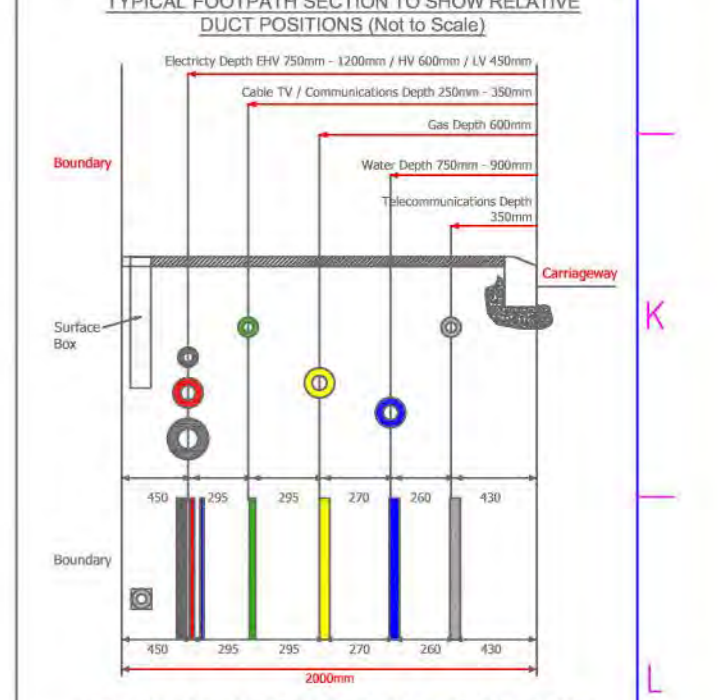 TYPICAL FOOTPATH SECTION TO SHOW RELATIVE
DUCT POSITIONS (Not to Scale)
Electricty Depth EHV 750mm - 1200mm / HV 600mm / LV 450mm
Cable TV / Communications Depth 250mm - 350mm
Gas Depth 600mm
Boundary
Water Depth 750mm - 900mm
Telecommunications Depth
350mm
Carriageway
K
Surface
Box
450 295 295 270 260 430
Boundary
450 295 295 270 260 430
2000mm
L